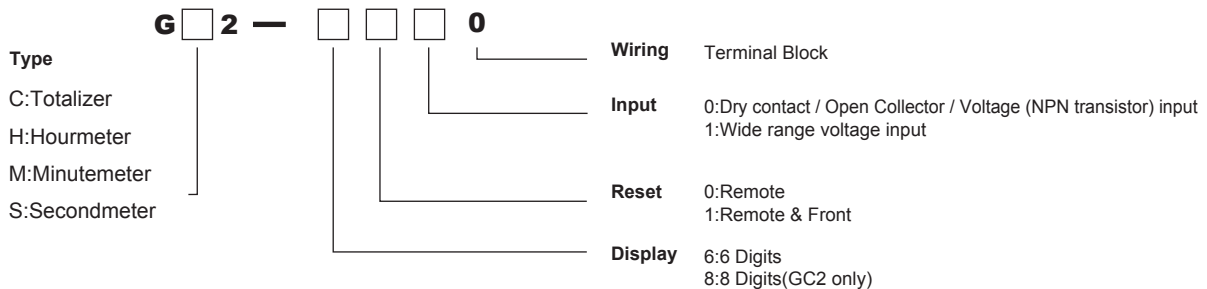 G□2 — □□□0
Type
C:Totalizer
H:Hourmeter
M:Minutemeter
S:Secondmeter
Wiring Terminal Block
Input 0:Dry contact / Open Collector / Voltage (NPN transistor) input
1:Wide range voltage input
Reset 0:Remote
1:Remote & Front
Display 6:6 Digits
8:8 Digits(GC2 only)